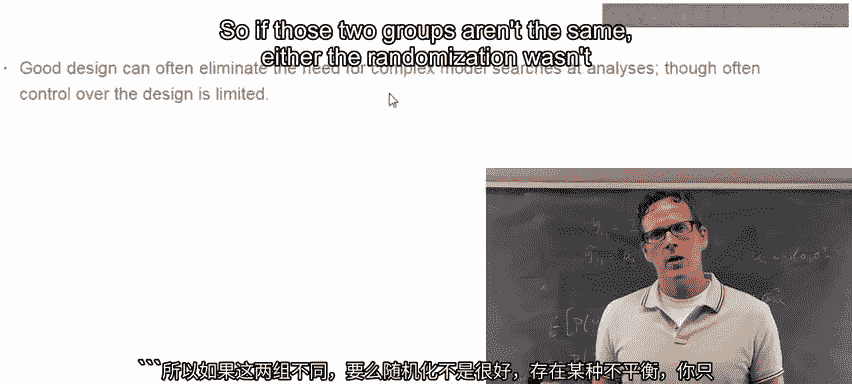 So if those two groups aren't the same,
either the randomization wasn't
· Good design can often eliminate the need for complex model searches at analyses; though often
control over the design is limited.
```所以如果这两组不同，要么随机化不是很好，存在某种不平衡，你只